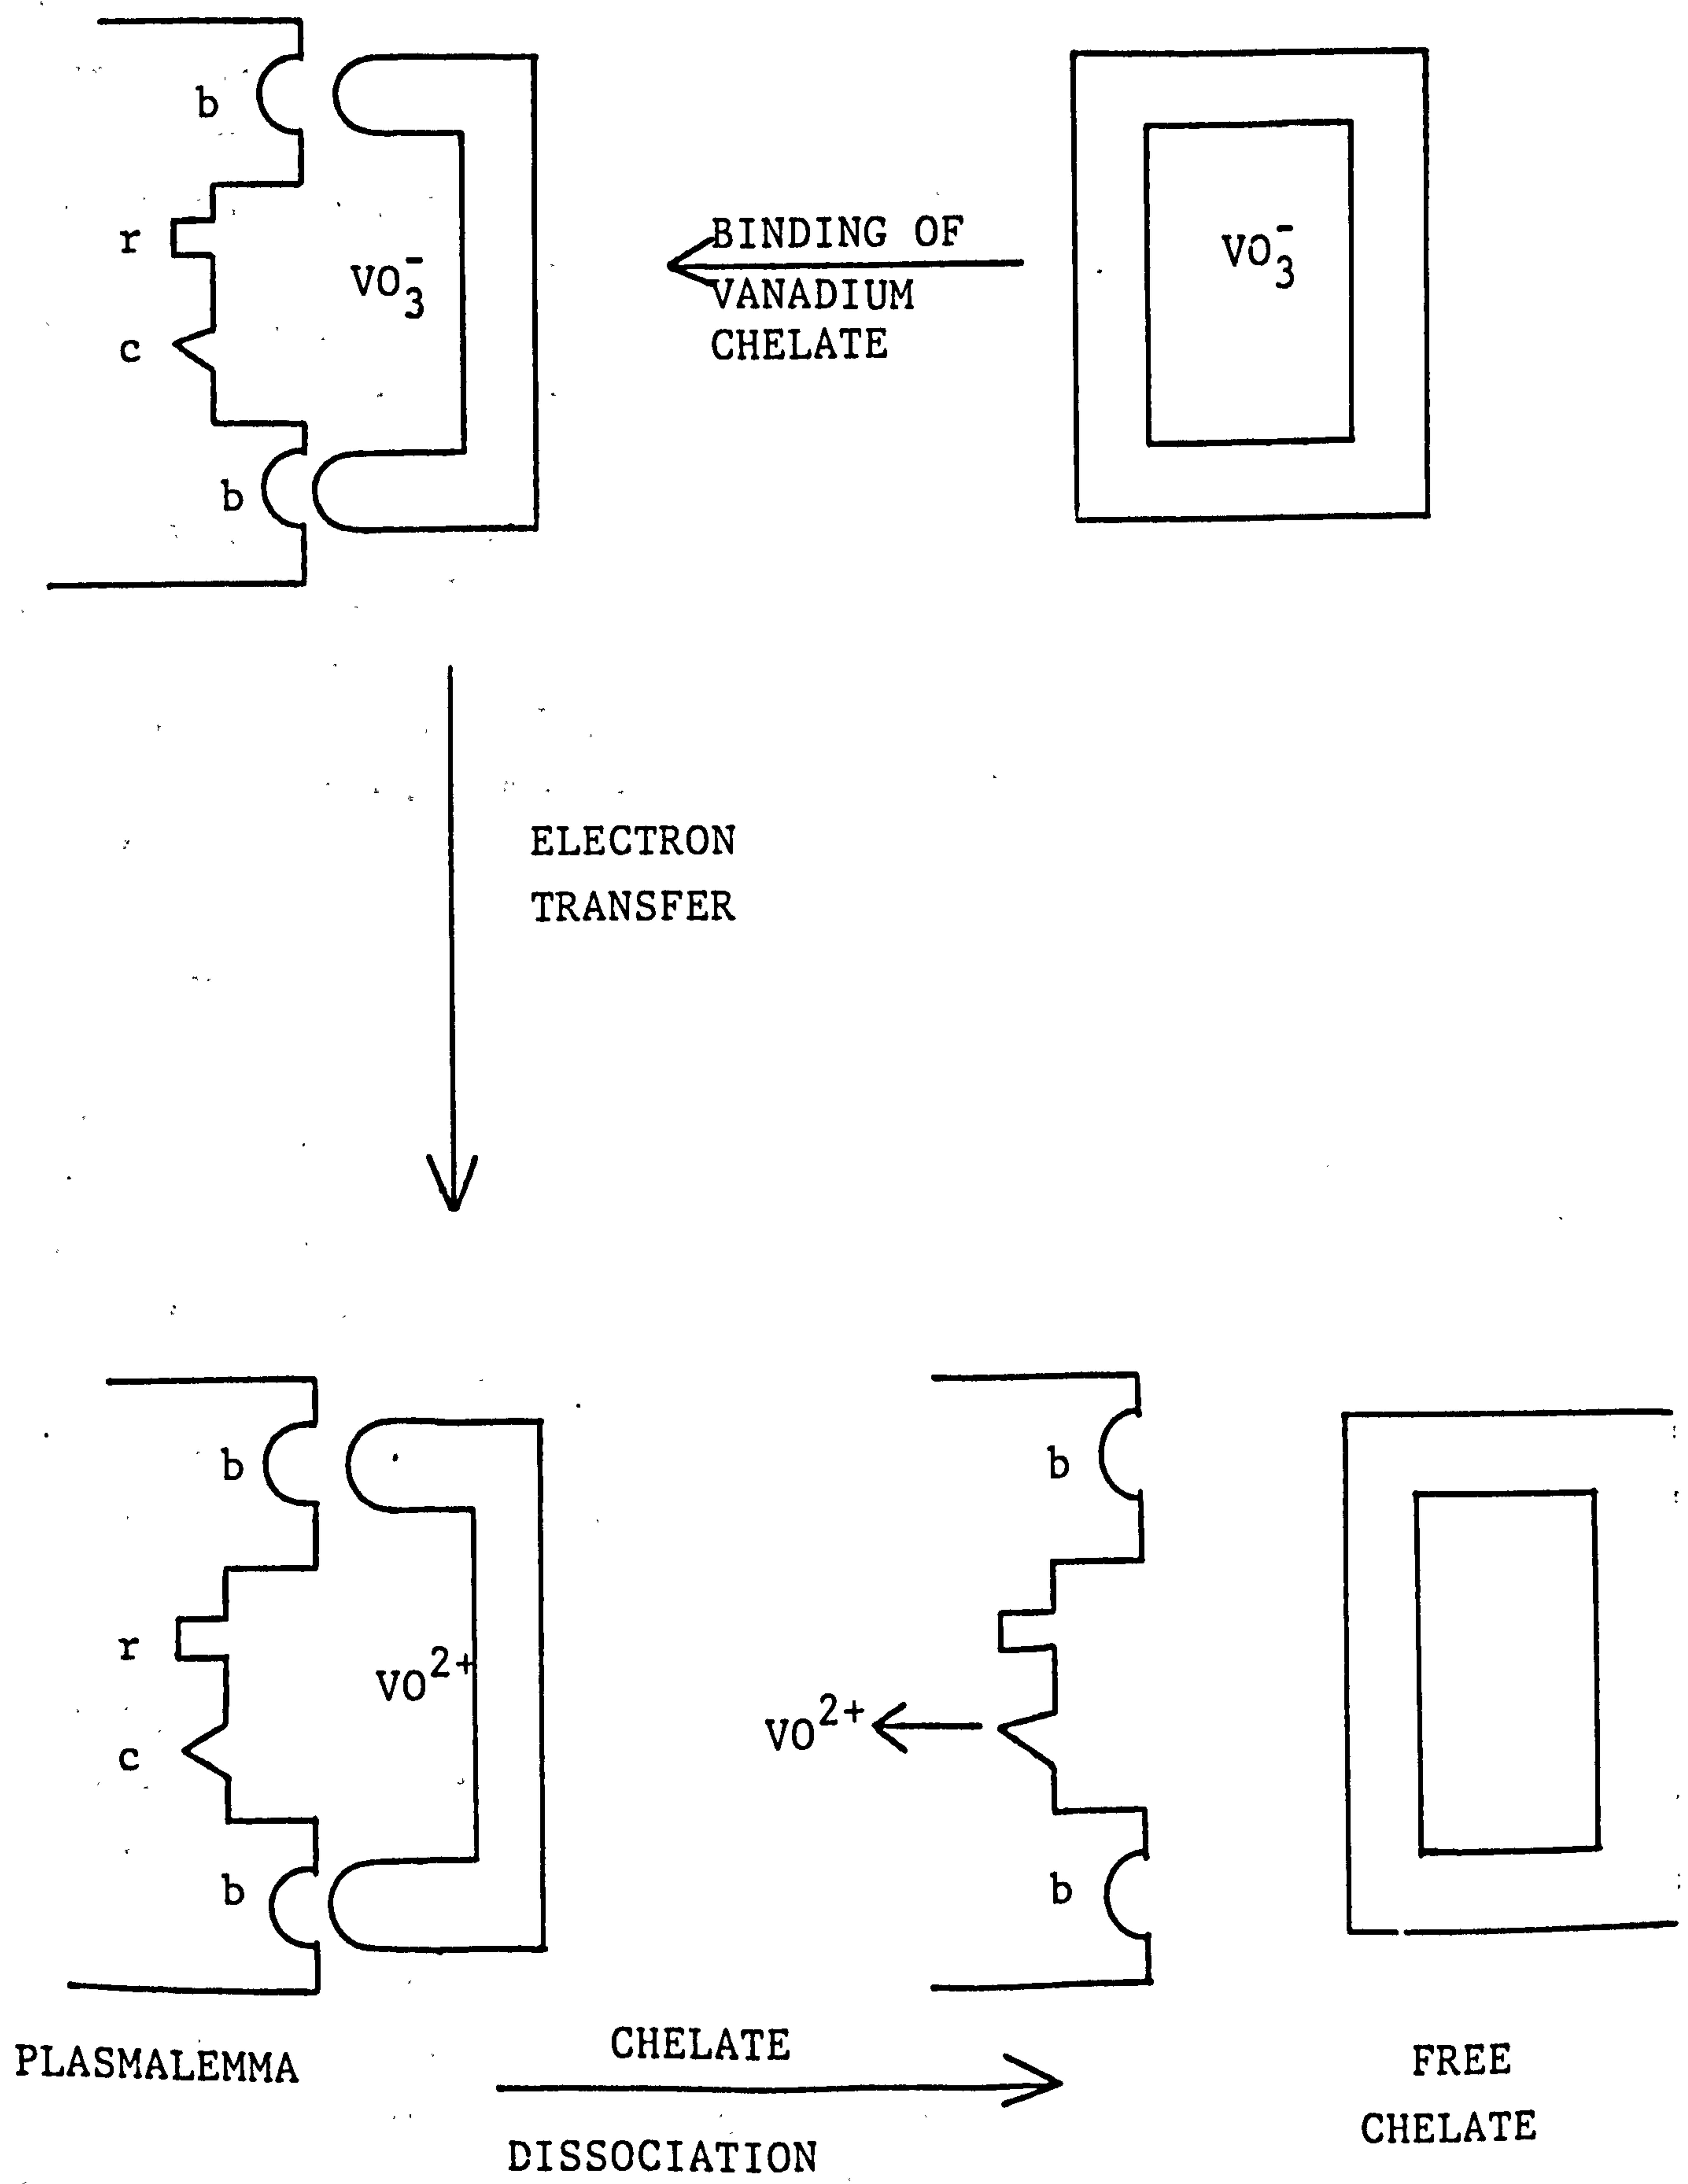 b
r
c
b
VO₃⁻
BINDING OF
VANADIUM
CHELATE
VO₃⁻
ELECTRON
TRANSFER
b
r
c
b
VO²⁺
VO²⁺
b
b
PLASMALEMMA
CHELATE
DISSOCIATION
FREE
CHELATE